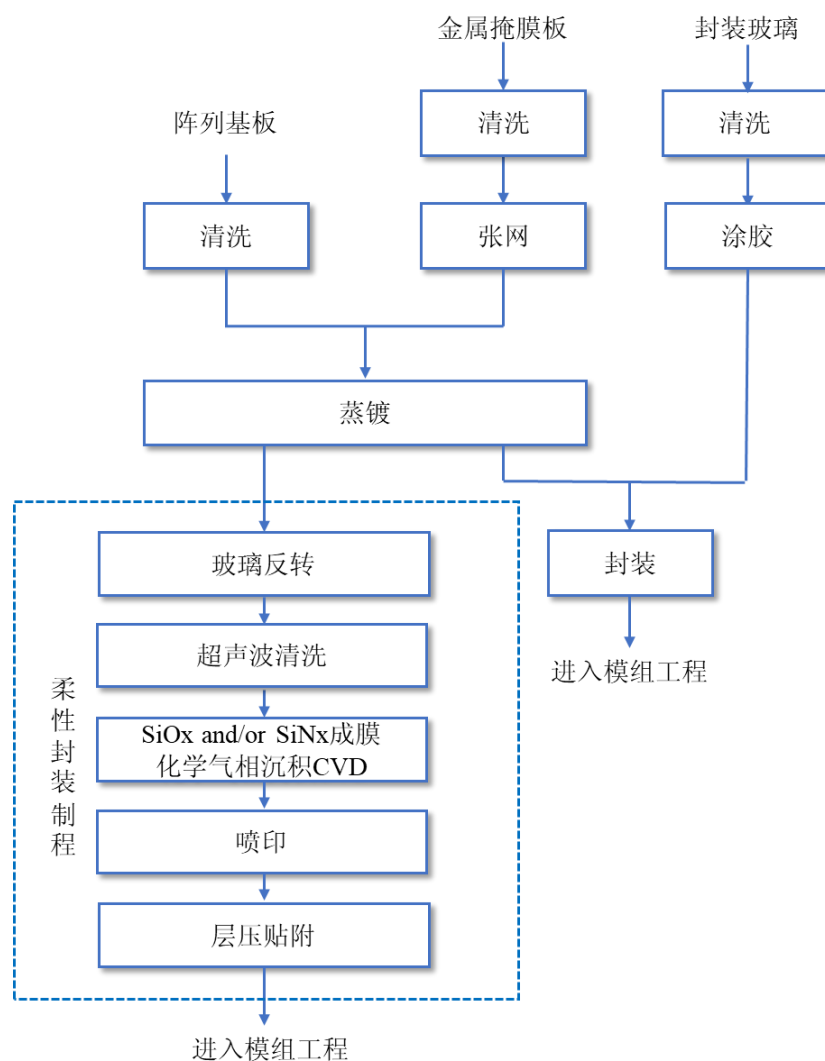 金属掩膜板
封装玻璃
阵列基板
清洗
清洗
清洗
张网
涂胶
蒸镀
玻璃反转
封装
超声波清洗
进入模组工程
柔性封装制程
SiOx and/or SiNx成膜
化学气相沉积CVD
喷印
层压贴附
进入模组工程